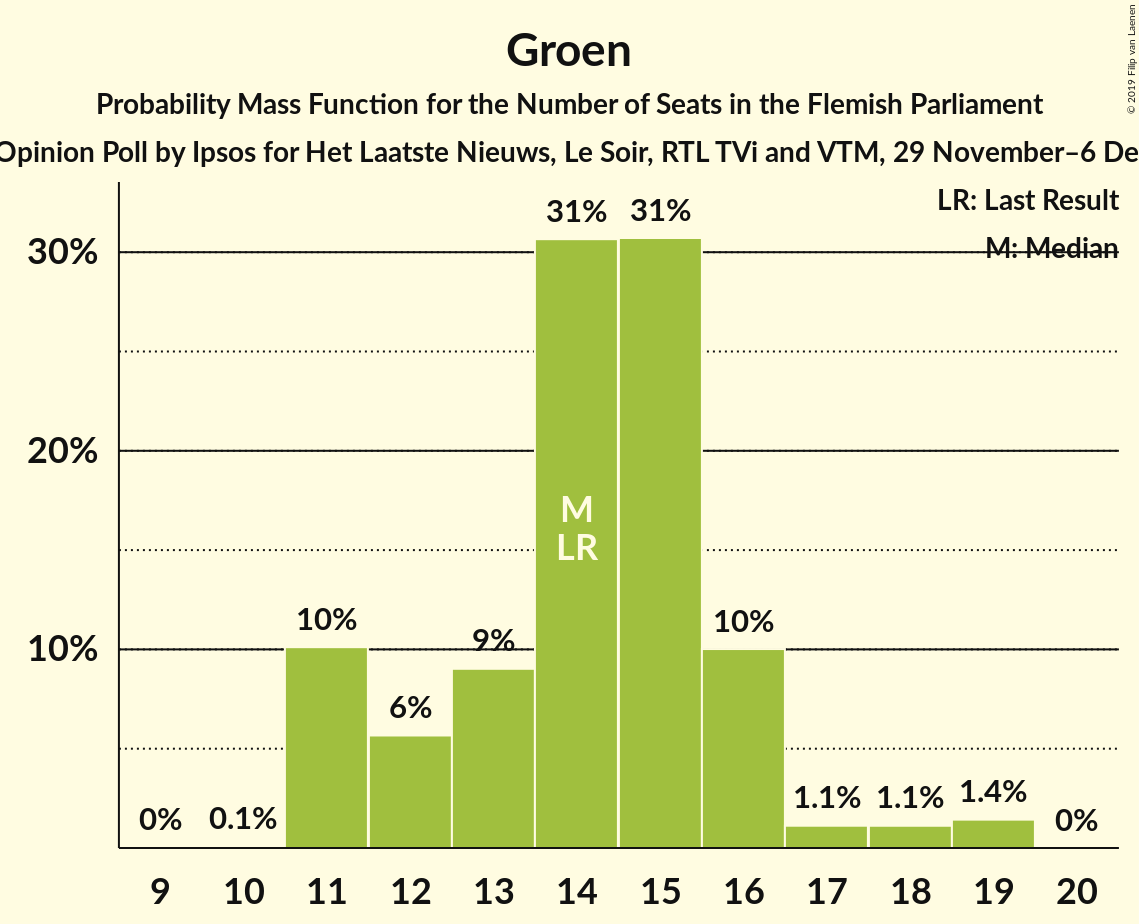 © 2019 Filip van Laenen
Groen
Probability Mass Function for the Number of Seats in the Flemish Parliament
Opinion Poll by Ipsos for Het Laatste Nieuws, Le Soir, RTL TVi and VTM, 29 November–6 De
LR: Last Result
M: Median
31% 31%
30%
20%
M
LR
10% 9% 10%
10%
6%
0% 0.1% 1.1% 1.1% 1.4% 0%
9 10 11 12 13 14 15 16 17 18 19 20